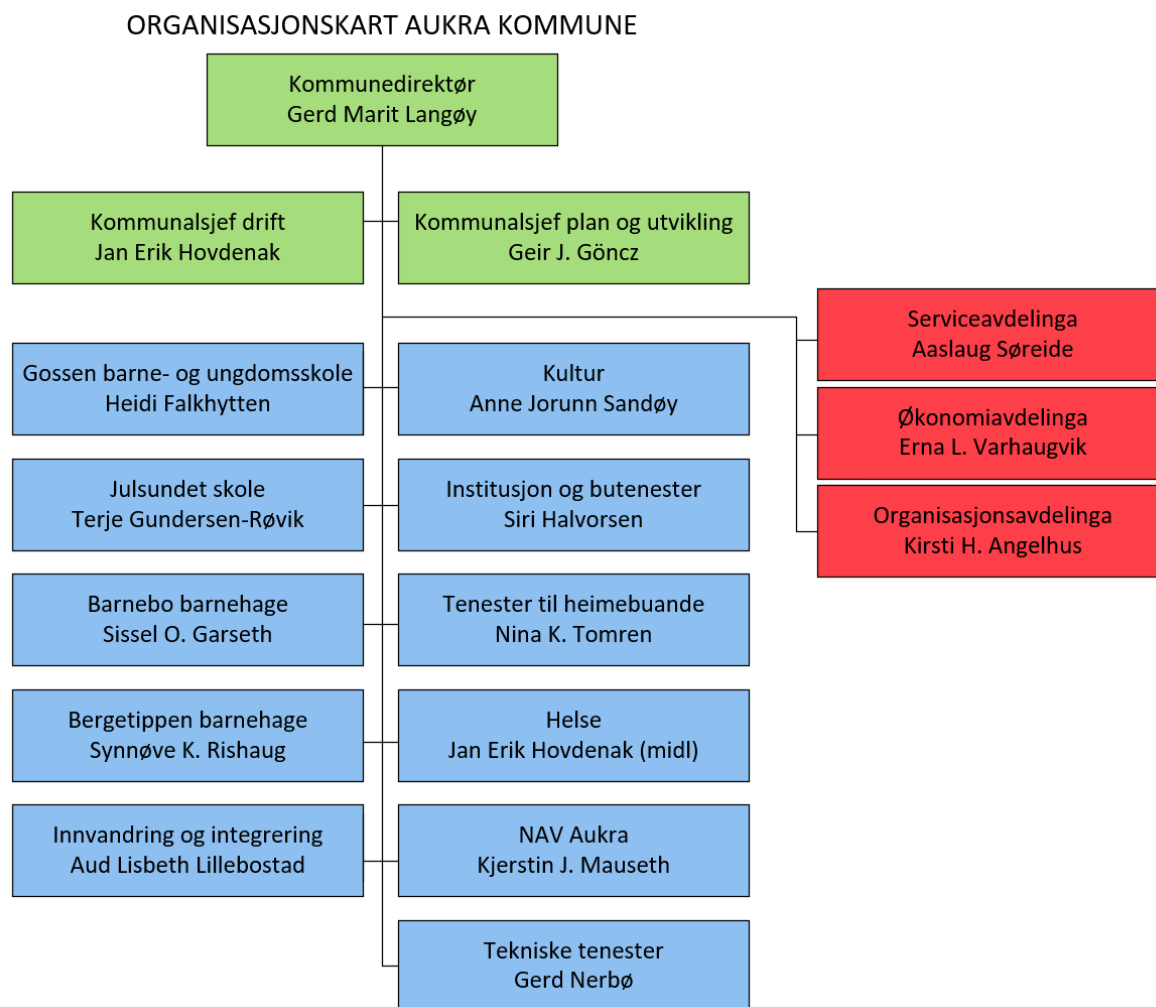 ORGANISASJONSKART AUKRA KOMMUNE
Kommunedirektør
Gerd Marit Langøy
Kommunalsjef drift
Jan Erik Hovdenak
Kommunalsjef plan og utvikling
Geir J. Göncz
Serviceavdelinga
Aaslaug Søreide
Økonomiavdelinga
Erna L. Varhaugvik
Organisasjonsavdelinga
Kirsti H. Angelhus
Gossen barne- og ungdomsskole
Heidi Falkhytten
Kultur
Anne Jorunn Sandøy
Julsundet skole
Terje Gundersen-Røvik
Institusjon og butenester
Siri Halvorsen
Barnebo barnehage
Sissel O. Garseth
Tenester til heimebuande
Nina K. Tomren
Bergetippen barnehage
Synnøve K. Rishaug
Helse
Jan Erik Hovdenak (midl)
Innvandring og integrering
Aud Lisbeth Lillebostad
NAV Aukra
Kjerstin J. Mauseth
Tekniske tenester
Gerd Nerbø